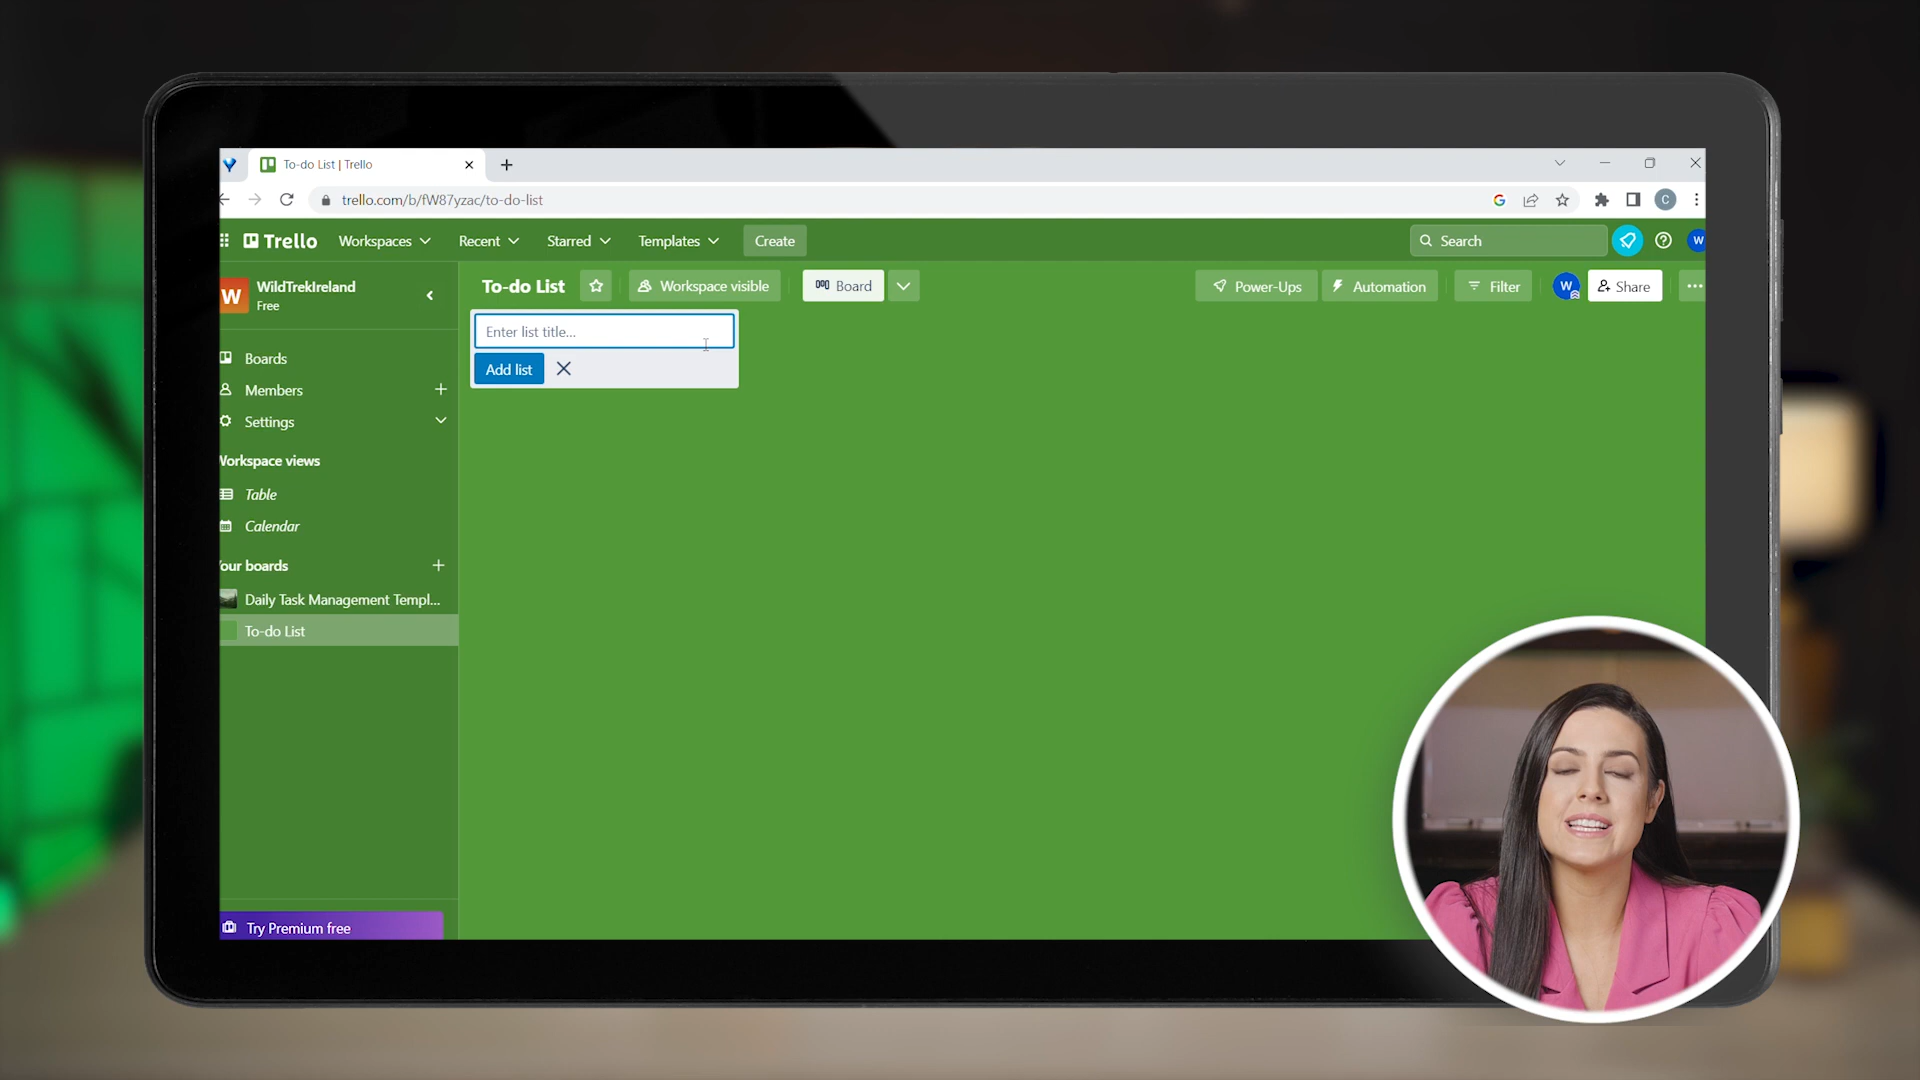 To-do List | Trello
trello.com/b/fW87yzac/to-do-list
Trello Workspaces Recent Starred Templates Create Search W
W WildTrekIreland
Free
To-do List Workspace visible Board Power-Ups Automation Filter W Share
Enter list title...
Add list
Boards
Members
Settings
Workspace views
Table
Calendar
our boards
Daily Task Management Templ...
To-do List
Try Premium free
C